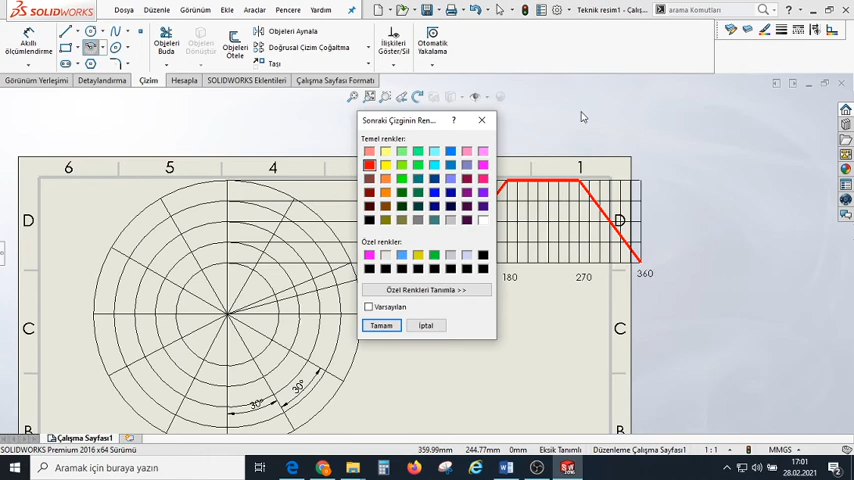 SOLIDWORKS
Dosya Düzenle Görünüm Ekle Araçlar Pencere Yardım
Teknik resim1 - Çalış...
arama Komutu
Akıllı ölçümlendirme
Objeleri Buda
Objeleri Dönüştür
Objeleri Ötele
Objeleri Aynala
Doğrusal Çizim Çoğaltma
Taşı
İlişkileri Göster/Sil
Otomatik Yakalama
Görünüm Yerleşimi Detaylandırma Çizim Hesapla SOLIDWORKS Eklentileri Çalışma Sayfası Formatı
Sonraki Çizginin Ren... ?
Temel renkler:
Özel renkler:
Özel Renkleri Tanımla >>
Varsayılan
Tamam İptal
6 5 4 1
D D
C C
B B
180 270 360
30° 30°
Çalışma Sayfası1
SOLIDWORKS Premium 2016 x64 Sürümü
359.99mm 244.77mm Eksik Tanımlı Düzenleme Çalışma Sayfası1 1 : 1 MMGS
Aramak için buraya yazın
17:01
28.02.2021
2